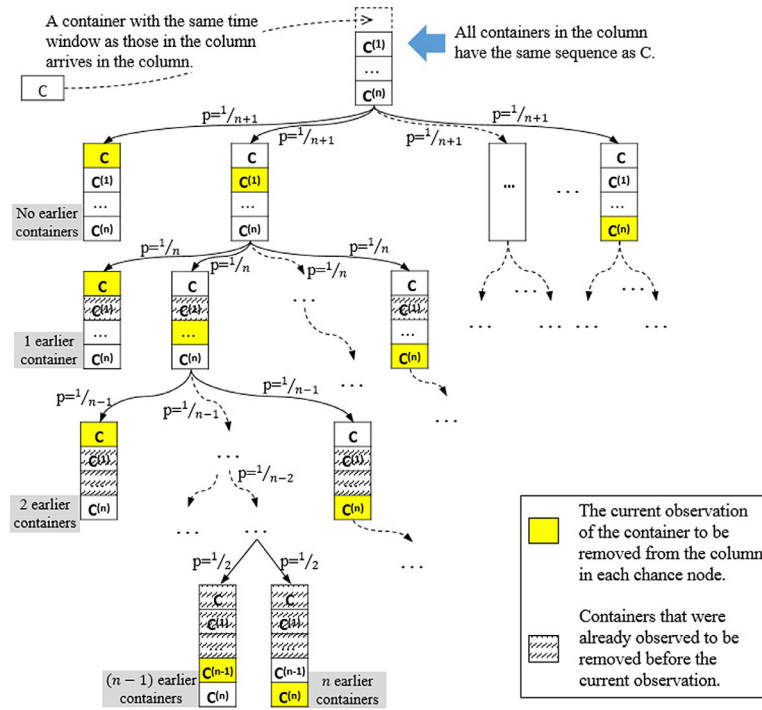 A container with the same time
window as those in the column
arrives in the column.
C
C⁽¹⁾
...
C⁽ⁿ⁾
All containers in the column
have the same sequence as C.
p=¹/ₙ₊₁
p=¹/ₙ₊₁
p=¹/ₙ₊₁
p=¹/ₙ₊₁
C
C⁽¹⁾
...
C⁽ⁿ⁾
C
C⁽¹⁾
...
C⁽ⁿ⁾
...
...
C
C⁽¹⁾
...
C⁽ⁿ⁾
No earlier
containers
p=¹/ₙ
p=¹/ₙ
p=¹/ₙ
p=¹/ₙ
C
C⁽¹⁾
...
C⁽ⁿ⁾
C
C⁽¹⁾
...
C⁽ⁿ⁾
...
...
C
C⁽¹⁾
...
C⁽ⁿ⁾
...
...
...
...
...
...
...
1 earlier
container
p=¹/ₙ₋₁
p=¹/ₙ₋₁
p=¹/ₙ₋₁
C
C⁽¹⁾
...
C⁽ⁿ⁾
...
p=¹/ₙ₋₂
C
C⁽¹⁾
...
C⁽ⁿ⁾
2 earlier
containers
...
...
...
p=¹/₂
p=¹/₂
C
C⁽¹⁾
...
C⁽ⁿ⁻¹⁾
C⁽ⁿ⁾
C
C⁽¹⁾
...
C⁽ⁿ⁻¹⁾
C⁽ⁿ⁾
(n − 1) earlier
containers
n earlier
containers
The current observation
of the container to be
removed from the column
in each chance node.
Containers that were
already observed to be
removed before the
current observation.